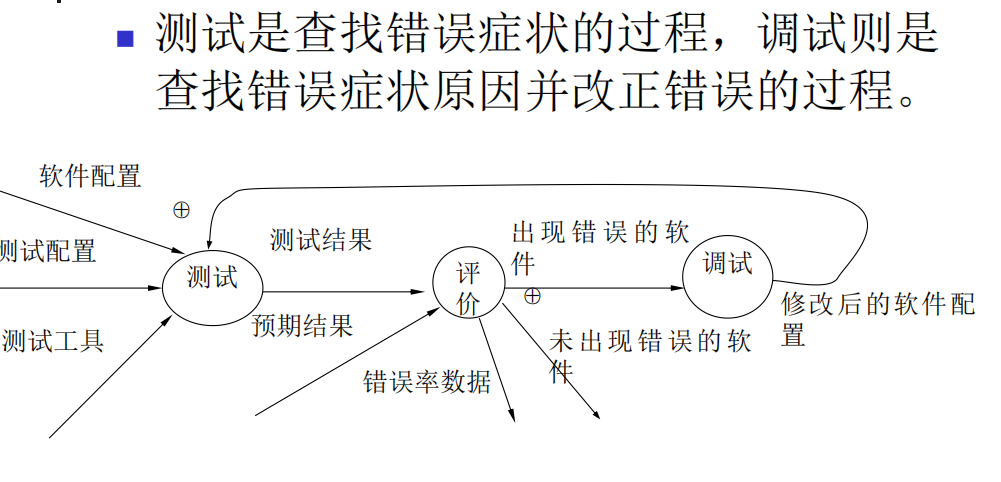 测试是查找错误症状的过程，调试则是
查找错误症状原因并改正错误的过程。
软件配置
⊕
测试配置
测试工具
测试
测试结果
预期结果
评
价
错误率数据
出现错误的软
件
⊕
未出现错误的软
件
调试
修改后的软件配
置